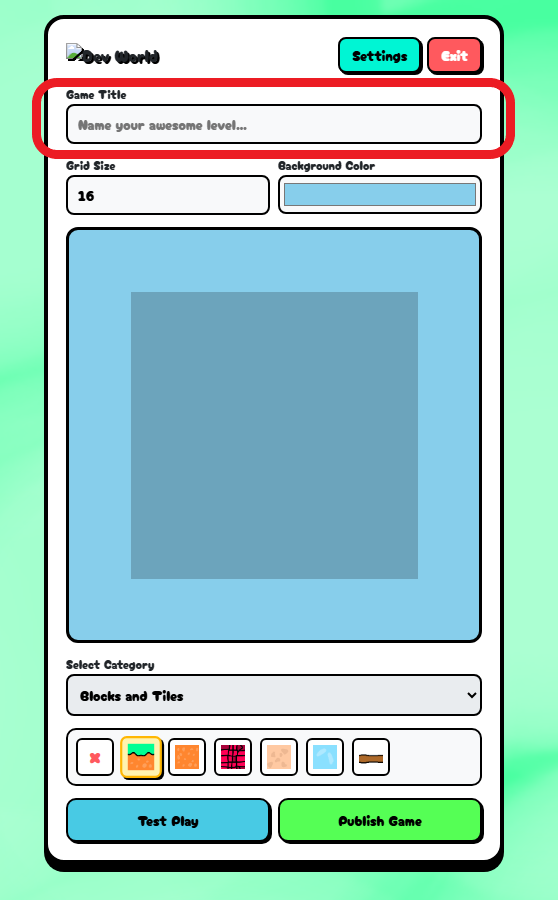 Dev World
Settings
Exit
Game Title
Name your awesome level...
Grid Size
Background Color
16
Select Category
Blocks and Tiles
Test Play
Publish Game